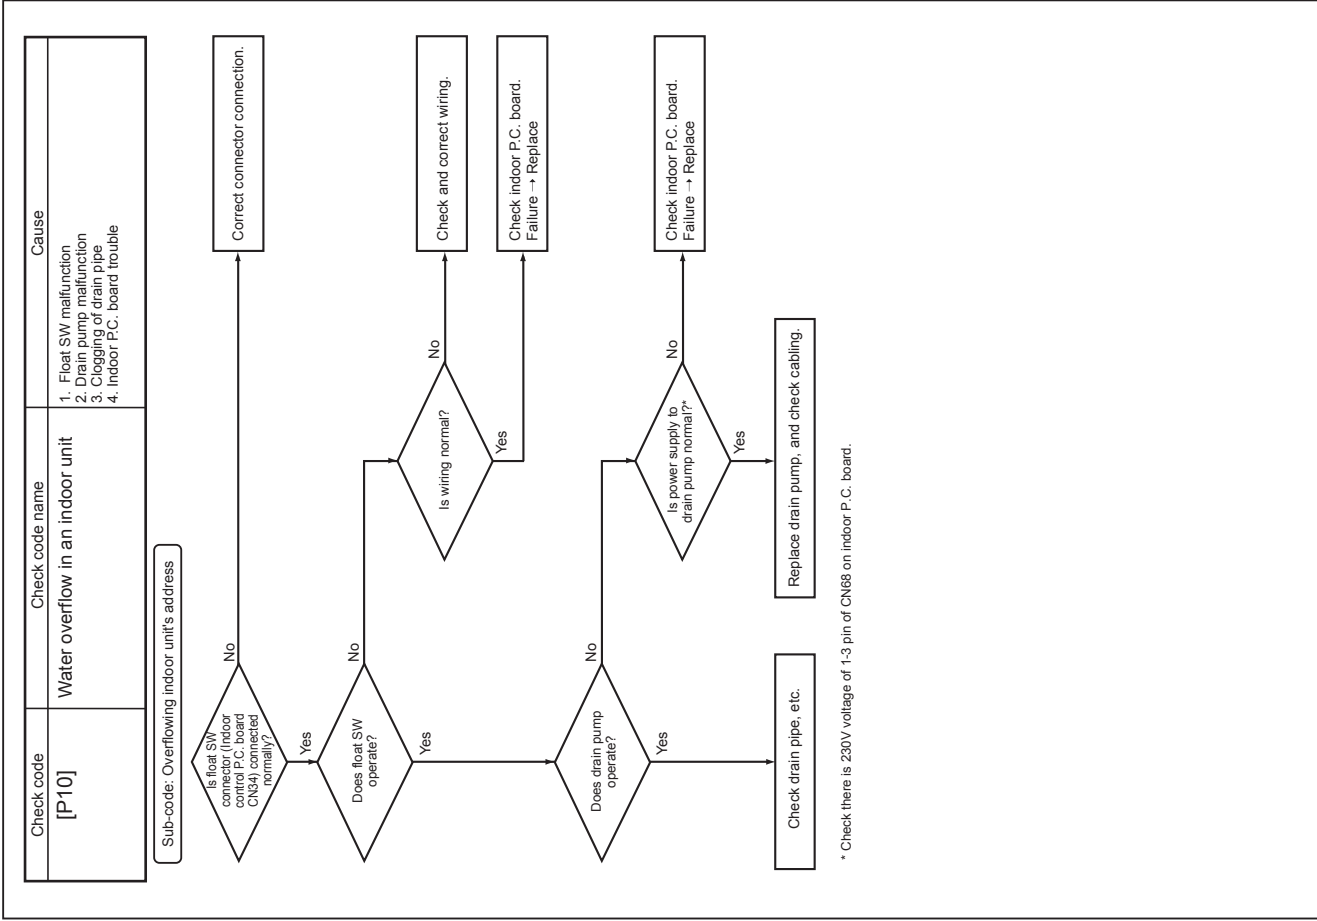 Check code
Check code name
Cause
[P10]
Water overflow in an indoor unit
1. Float SW malfunction
2. Drain pump malfunction
3. Clogging of drain pipe
4. Indoor P.C. board trouble
Sub-code: Overflowing indoor unit's address
Is float SW
connector (Indoor
control P.C. board
CN34) connected
normally?
No
Correct connector connection.
Yes
Does float SW
operate?
No
Is wiring normal?
No
Check and correct wiring.
Yes
Check indoor P.C. board.
Failure → Replace
Yes
Does drain pump
operate?
No
Is power supply to
drain pump normal?*
No
Check indoor P.C. board.
Failure → Replace
Yes
Yes
Check drain pipe, etc.
Replace drain pump, and check cabling.
* Check there is 230V voltage of 1-3 pin of CN68 on indoor P.C. board.